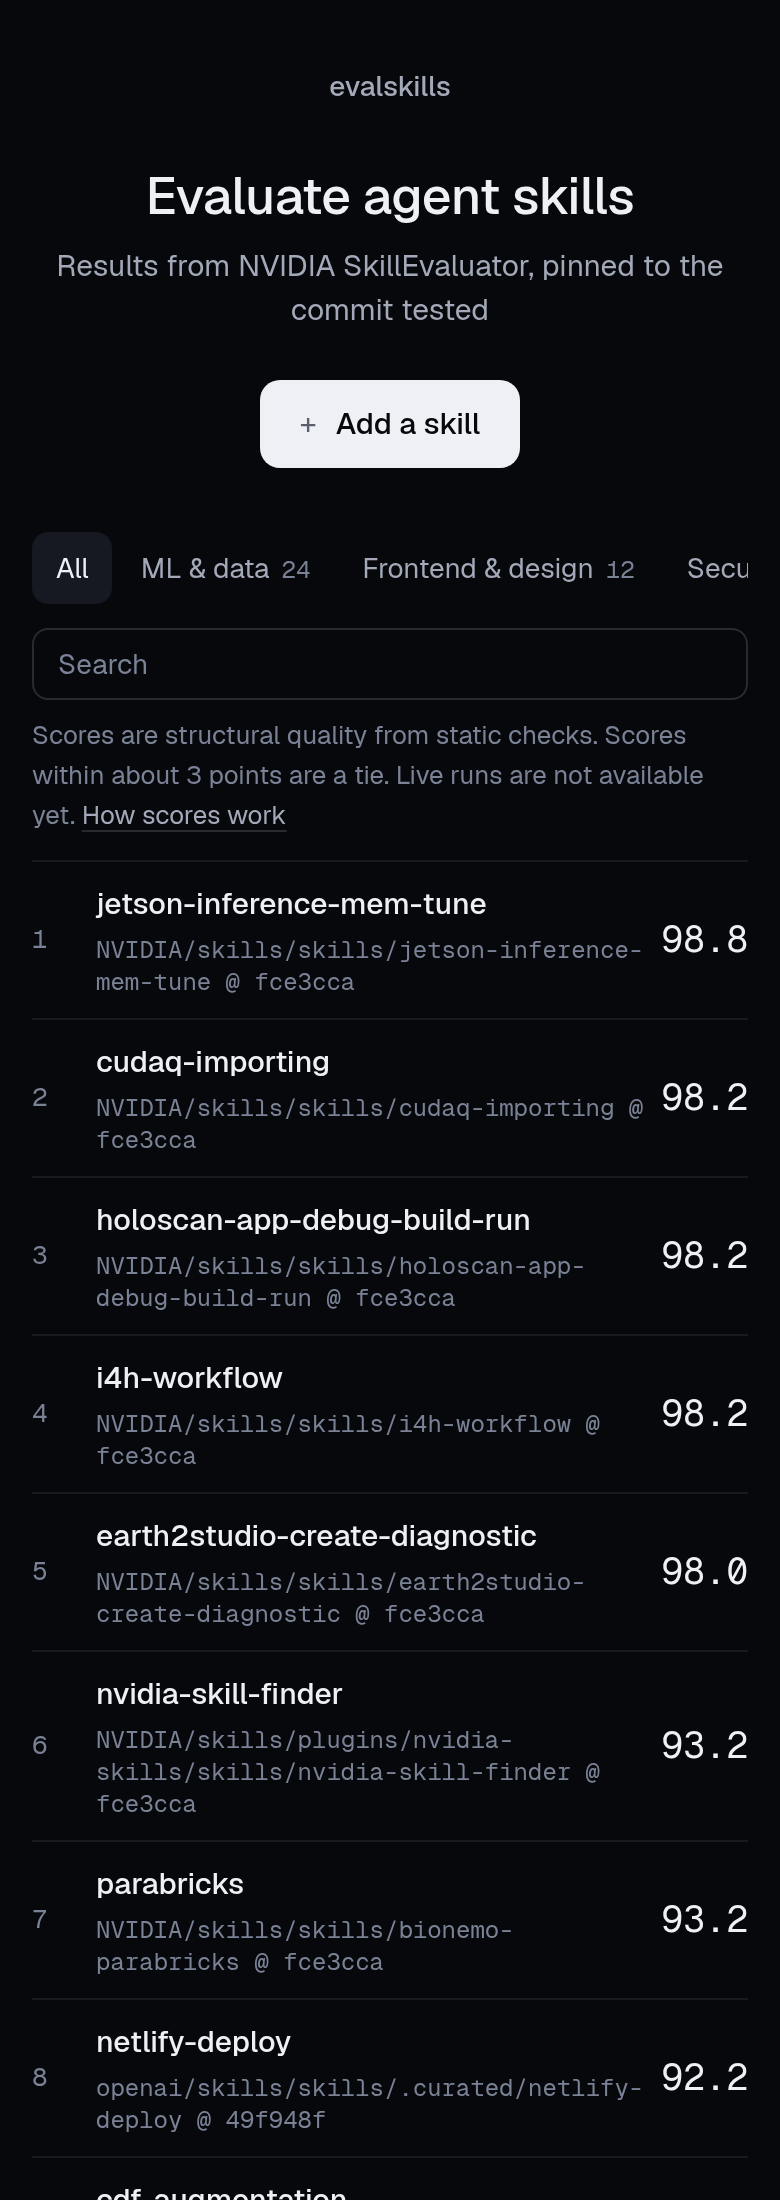 evalskills
Evaluate agent skills
Results from NVIDIA SkillEvaluator, pinned to the
commit tested
+ Add a skill
All ML & data 24 Frontend & design 12 Secu
Search
Scores are structural quality from static checks. Scores
within about 3 points are a tie. Live runs are not available
yet. How scores work
jetson-inference-mem-tune
1 NVIDIA/skills/skills/jetson-inference- 98.8
mem-tune @ fce3cca
cudaq-importing
2 NVIDIA/skills/skills/cudaq-importing @ 98.2
fce3cca
holoscan-app-debug-build-run
3 NVIDIA/skills/skills/holoscan-app- 98.2
debug-build-run @ fce3cca
i4h-workflow
4 NVIDIA/skills/skills/i4h-workflow @ 98.2
fce3cca
earth2studio-create-diagnostic
5 NVIDIA/skills/skills/earth2studio- 98.0
create-diagnostic @ fce3cca
nvidia-skill-finder
6 NVIDIA/skills/plugins/nvidia- 93.2
skills/skills/nvidia-skill-finder @
fce3cca
parabricks
7 NVIDIA/skills/skills/bionemo- 93.2
parabricks @ fce3cca
netlify-deploy
8 openai/skills/skills/.curated/netlify- 92.2
deploy @ 49f948f